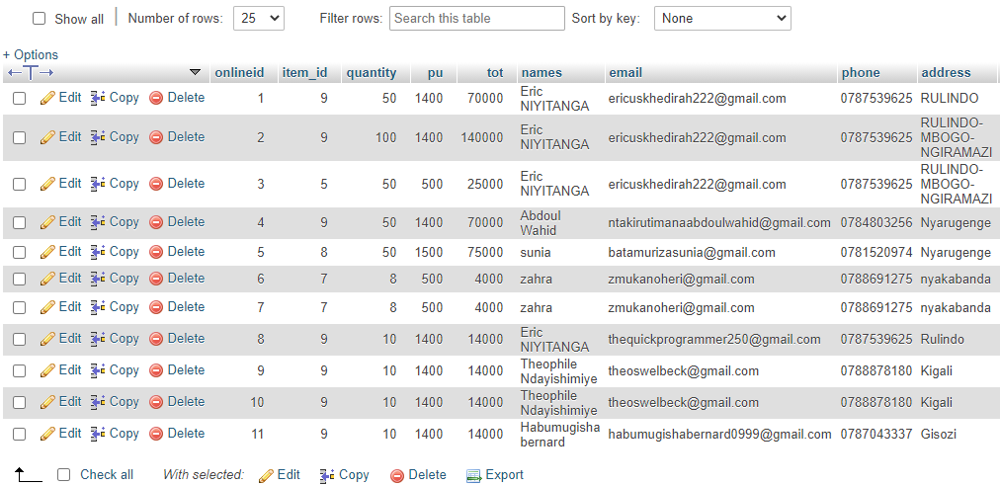 Show all Number of rows: 25 Filter rows: Search this table Sort by key: None
+ Options
onlineid item_id quantity pu tot names email phone address
Edit Copy Delete 1 9 50 1400 70000 Eric NIYITANGA ericuskhedirah222@gmail.com 0787539625 RULINDO
Edit Copy Delete 2 9 100 1400 140000 Eric NIYITANGA ericuskhedirah222@gmail.com 0787539625 RULINDO-MBOGO-NGIRAMAZI
Edit Copy Delete 3 5 50 500 25000 Eric NIYITANGA ericuskhedirah222@gmail.com 0787539625 RULINDO-MBOGO-NGIRAMAZI
Edit Copy Delete 4 9 50 1400 70000 Abdoul Wahid ntakirutimanaabdoulwahid@gmail.com 0784803256 Nyarugenge
Edit Copy Delete 5 8 50 1500 75000 sunia batamurizasunia@gmail.com 0781520974 Nyarugenge
Edit Copy Delete 6 7 8 500 4000 zahra zmukanoheri@gmail.com 0788691275 nyakabanda
Edit Copy Delete 7 7 8 500 4000 zahra zmukanoheri@gmail.com 0788691275 nyakabanda
Edit Copy Delete 8 9 10 1400 14000 Eric NIYITANGA thequickprogrammer250@gmail.com 0787539625 Rulindo
Edit Copy Delete 9 9 10 1400 14000 Theophile Ndayishimiye theoswelbeck@gmail.com 0788878180 Kigali
Edit Copy Delete 10 9 10 1400 14000 Theophile Ndayishimiye theoswelbeck@gmail.com 0788878180 Kigali
Edit Copy Delete 11 9 10 1400 14000 Habumugisha bernard habumugishabernard0999@gmail.com 0787043337 Gisozi
Check all With selected: Edit Copy Delete Export